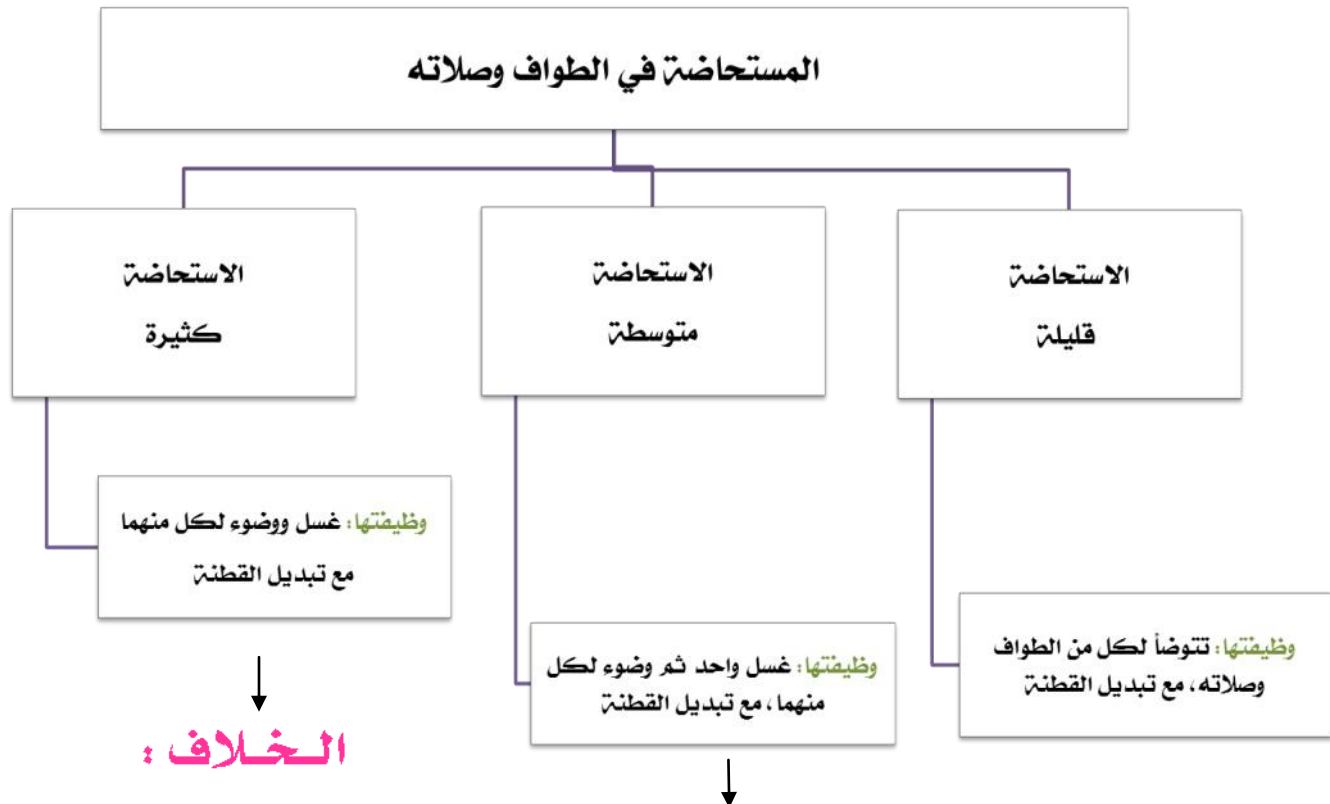 المستحاضة في الطواف وصلاته
الاستحاضة
قليلة
الاستحاضة
متوسطة
الاستحاضة
كثيرة
وظيفتها: تتوضأ لكل من الطواف
وصلاته، مع تبديل القطنة
وظيفتها: غسل واحد ثم وضوء لكل
منهما، مع تبديل القطنة
وظيفتها: غسل ووضوء لكل منهما
مع تبديل القطنة
الـخـلاف :